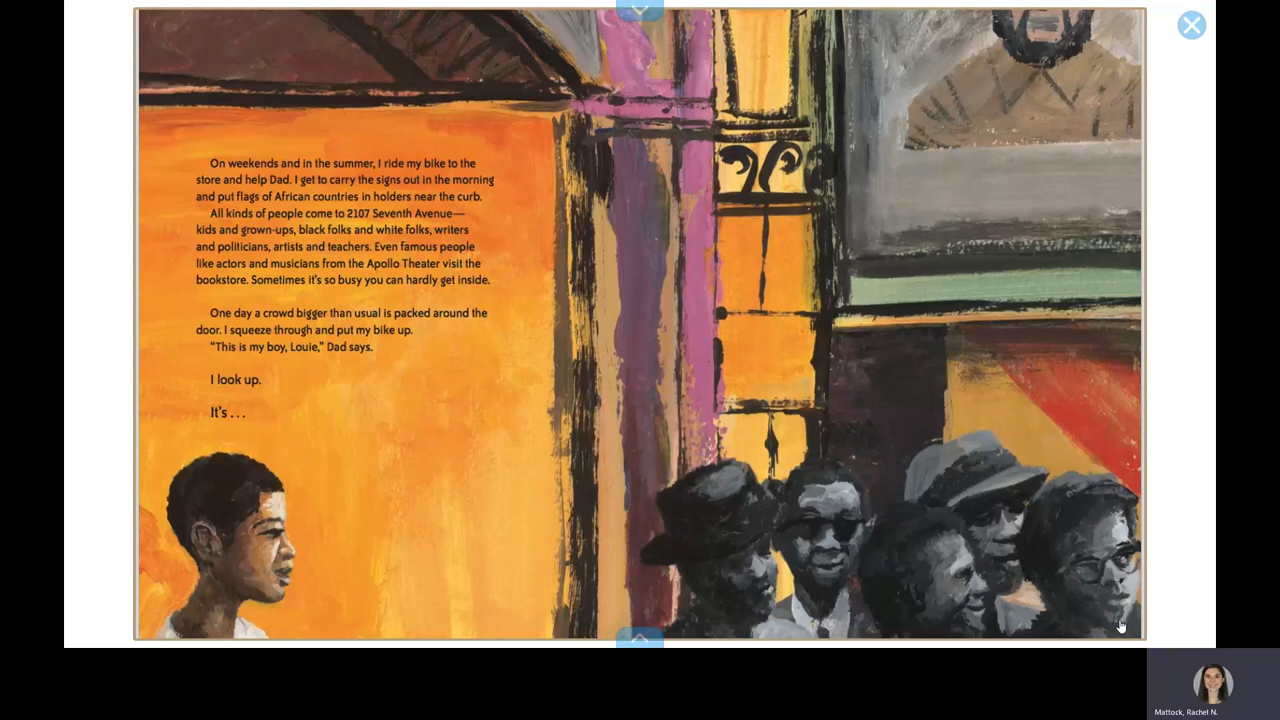 On weekends and in the summer, I ride my bike to the
store and help Dad. I get to carry the signs out in the morning
and put flags of African countries in holders near the curb.
All kinds of people come to 2107 Seventh Avenue—
kids and grown-ups, black folks and white folks, writers
and politicians, artists and teachers. Even famous people
like actors and musicians from the Apollo Theater visit the
bookstore. Sometimes it's so busy you can hardly get inside.
One day a crowd bigger than usual is packed around the
door. I squeeze through and put my bike up.
“This is my boy, Louie,” Dad says.
I look up.
It's . . .
Mattock, Rachel N.